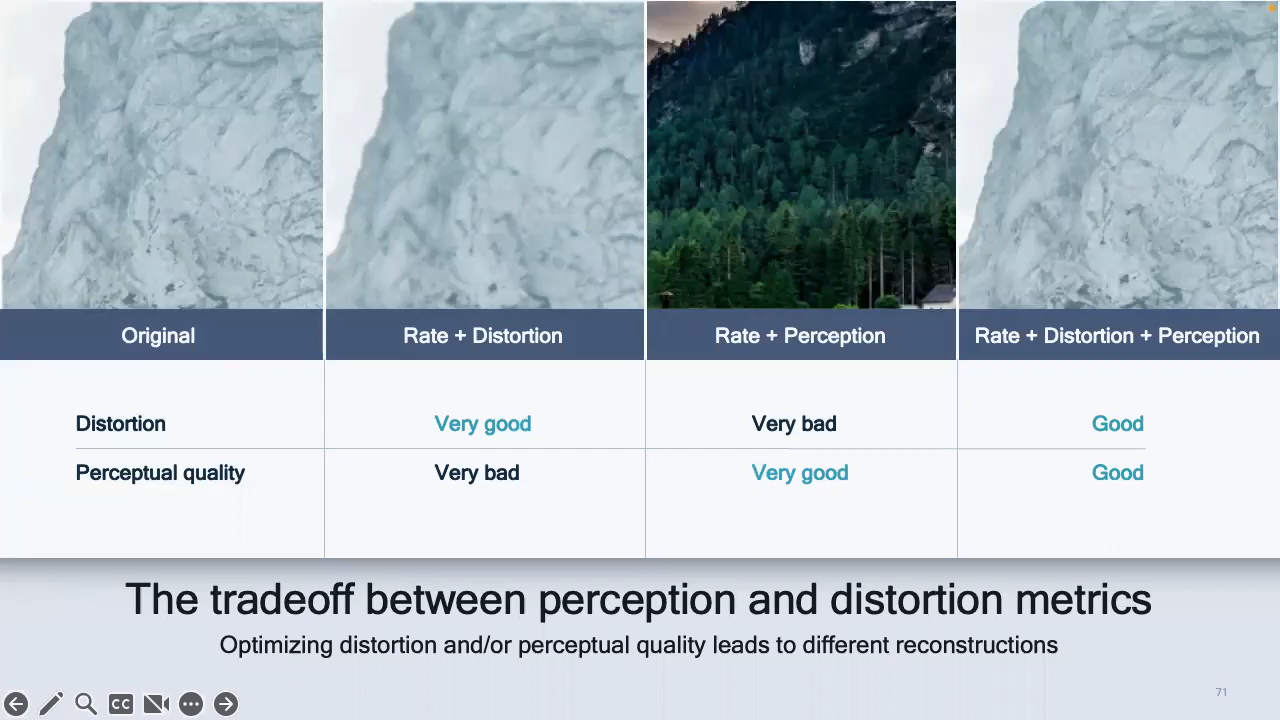 Original
Rate + Distortion
Rate + Perception
Rate + Distortion + Perception
Distortion
Very good
Very bad
Good
Perceptual quality
Very bad
Very good
Good
The tradeoff between perception and distortion metrics
Optimizing distortion and/or perceptual quality leads to different reconstructions
71
CC